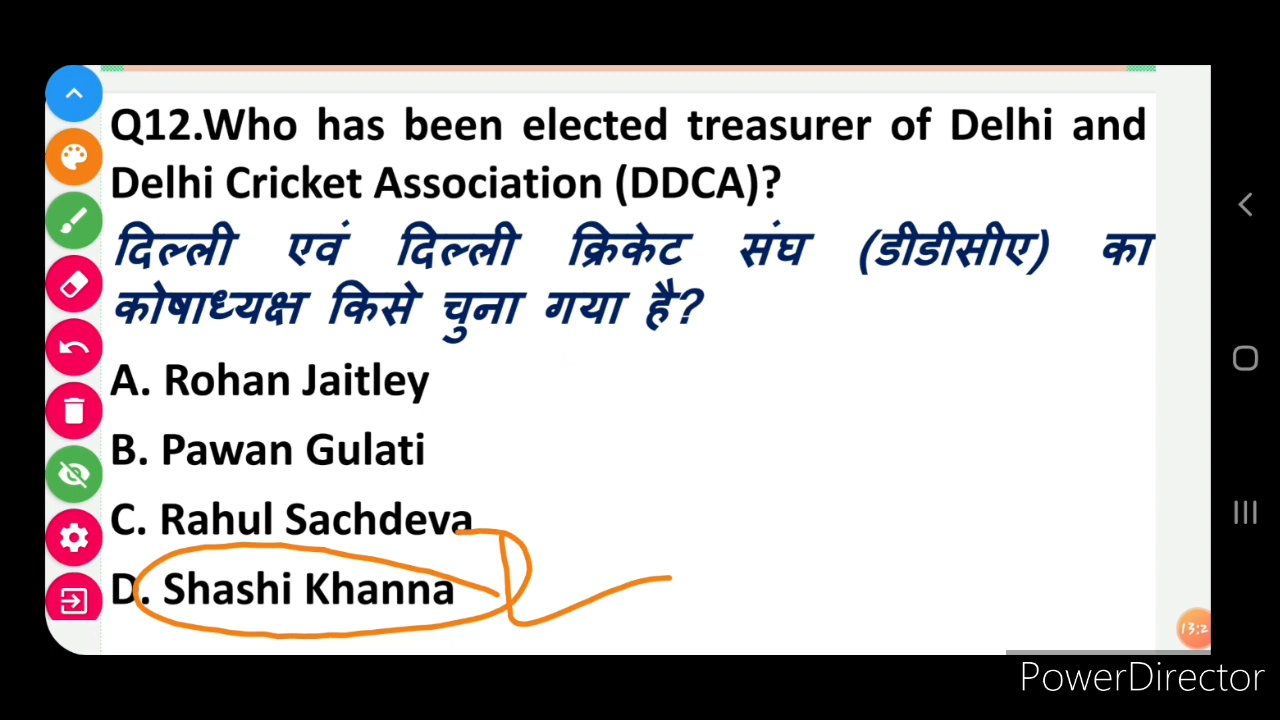 Q12.Who has been elected treasurer of Delhi and
Delhi Cricket Association (DDCA)?
दिल्ली एवं दिल्ली क्रिकेट संघ (डीडीसीए) का
कोषाध्यक्ष किसे चुना गया है?
A. Rohan Jaitley
B. Pawan Gulati
C. Rahul Sachdeva
D. Shashi Khanna
PowerDirector